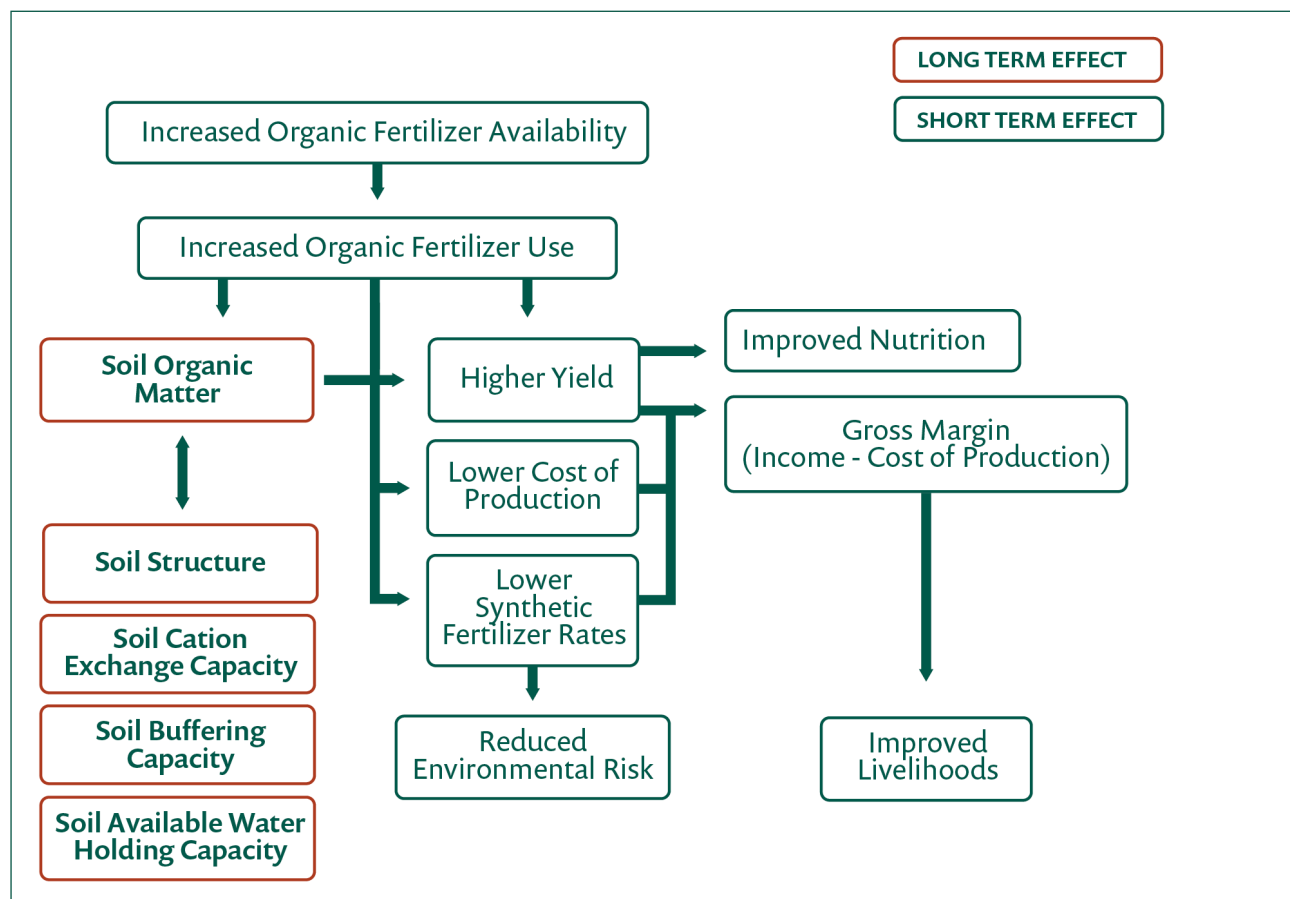 LONG TERM EFFECT
SHORT TERM EFFECT
Increased Organic Fertilizer Availability
Increased Organic Fertilizer Use
Soil Organic
Matter
Higher Yield
Improved Nutrition
Gross Margin
(Income - Cost of Production)
Lower Cost of
Production
Soil Structure
Lower
Synthetic
Fertilizer Rates
Soil Cation
Exchange Capacity
Soil Buffering
Capacity
Reduced
Environmental Risk
Improved
Livelihoods
Soil Available Water
Holding Capacity